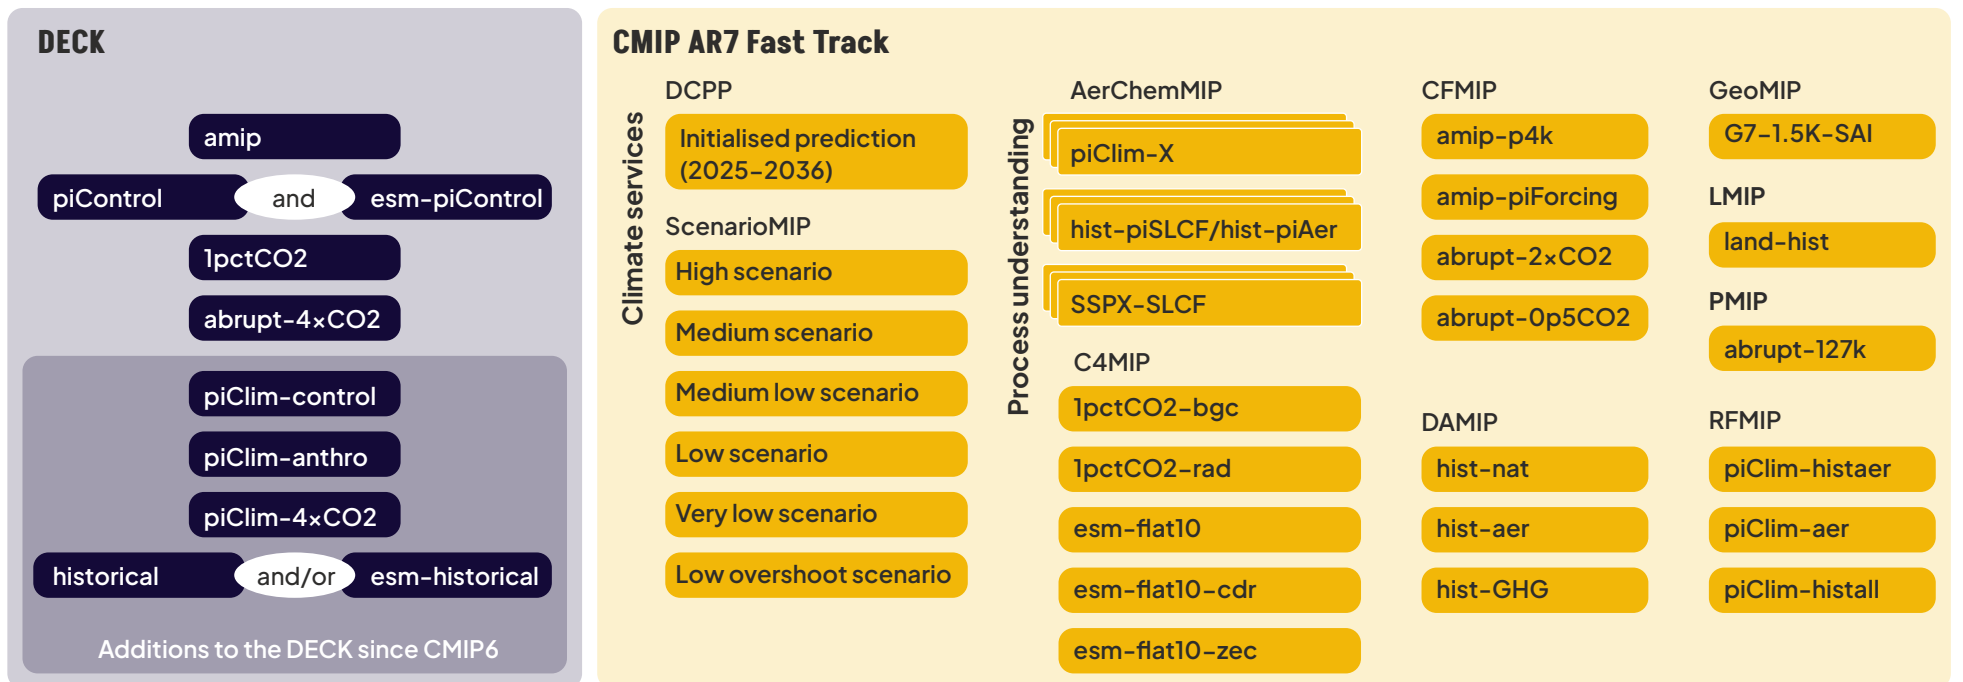 DECK
amip
piControl and esm-piControl
1pctCO2
abrupt-4×CO2
piClim-control
piClim-anthro
piClim-4×CO2
historical and/or esm-historical
Additions to the DECK since CMIP6
CMIP AR7 Fast Track
Climate services
DCPP
Initialised prediction
(2025–2036)
ScenarioMIP
High scenario
Medium scenario
Medium low scenario
Low scenario
Very low scenario
Low overshoot scenario
Process understanding
AerChemMIP
piClim-X
hist-piSLCF/hist-piAer
SSPX-SLCF
C4MIP
1pctCO2-bgc
1pctCO2-rad
esm-flat10
esm-flat10-cdr
esm-flat10-zec
CFMIP
amip-p4k
amip-piForcing
abrupt-2×CO2
abrupt-0p5CO2
DAMIP
hist-nat
hist-aer
hist-GHG
GeoMIP
G7-1.5K-SAI
LMIP
land-hist
PMIP
abrupt-127k
RFMIP
piClim-histaer
piClim-aer
piClim-histall